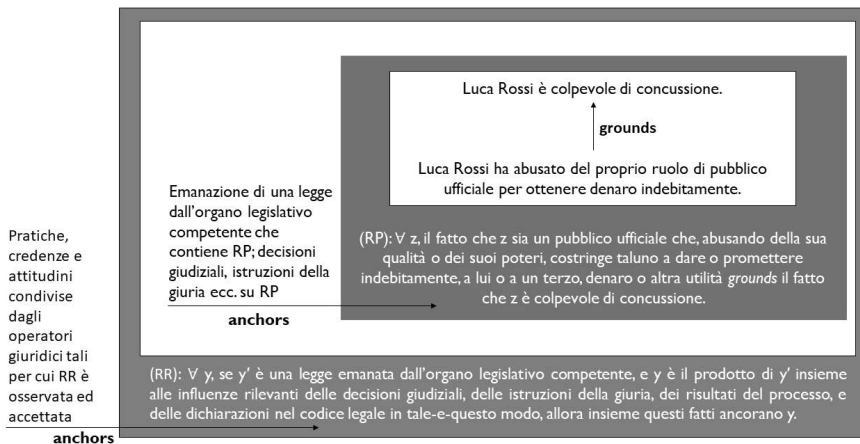 Luca Rossi è colpevole di concussione.
grounds
Luca Rossi ha abusato del proprio ruolo di pubblico
ufficiale per ottenere denaro indebitamente.
Emanazione di una legge
dall'organo legislativo
competente che
contiene RP; decisioni
giudiziali, istruzioni della
giuria ecc. su RP
anchors
(RP): ∀ z, il fatto che z sia un pubblico ufficiale che, abusando della sua
qualità o dei suoi poteri, costringe taluno a dare o promettere
indebitamente, a lui o a un terzo, denaro o altra utilità grounds il fatto
che z è colpevole di concussione.
Pratiche,
credenze e
attitudini
condivise
dagli
operatori
giuridici tali
per cui RR è
osservata ed
accettata
anchors
(RR): ∀ y, se y' è una legge emanata dall'organo legislativo competente, e y è il prodotto di y' insieme
alle influenze rilevanti delle decisioni giudiziali, delle istruzioni della giuria, dei risultati del processo, e
delle dichiarazioni nel codice legale in tale-e-questo modo, allora insieme questi fatti ancorano y.